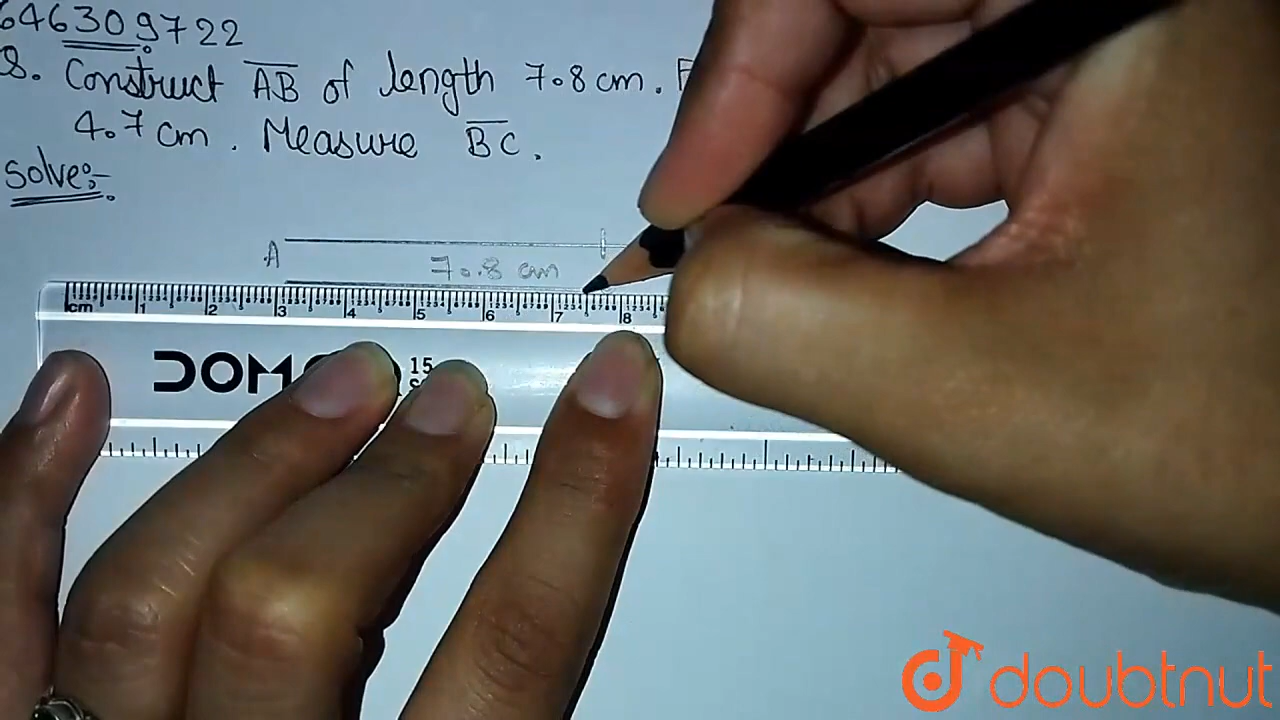 646309722
8. Construct AB of length 7.8 cm.
4.7 cm. Measure BC.
Solve:-
A
7.8 cm
cm 1 2 3 4 5 6 7 8
DOM 15
doubtnut